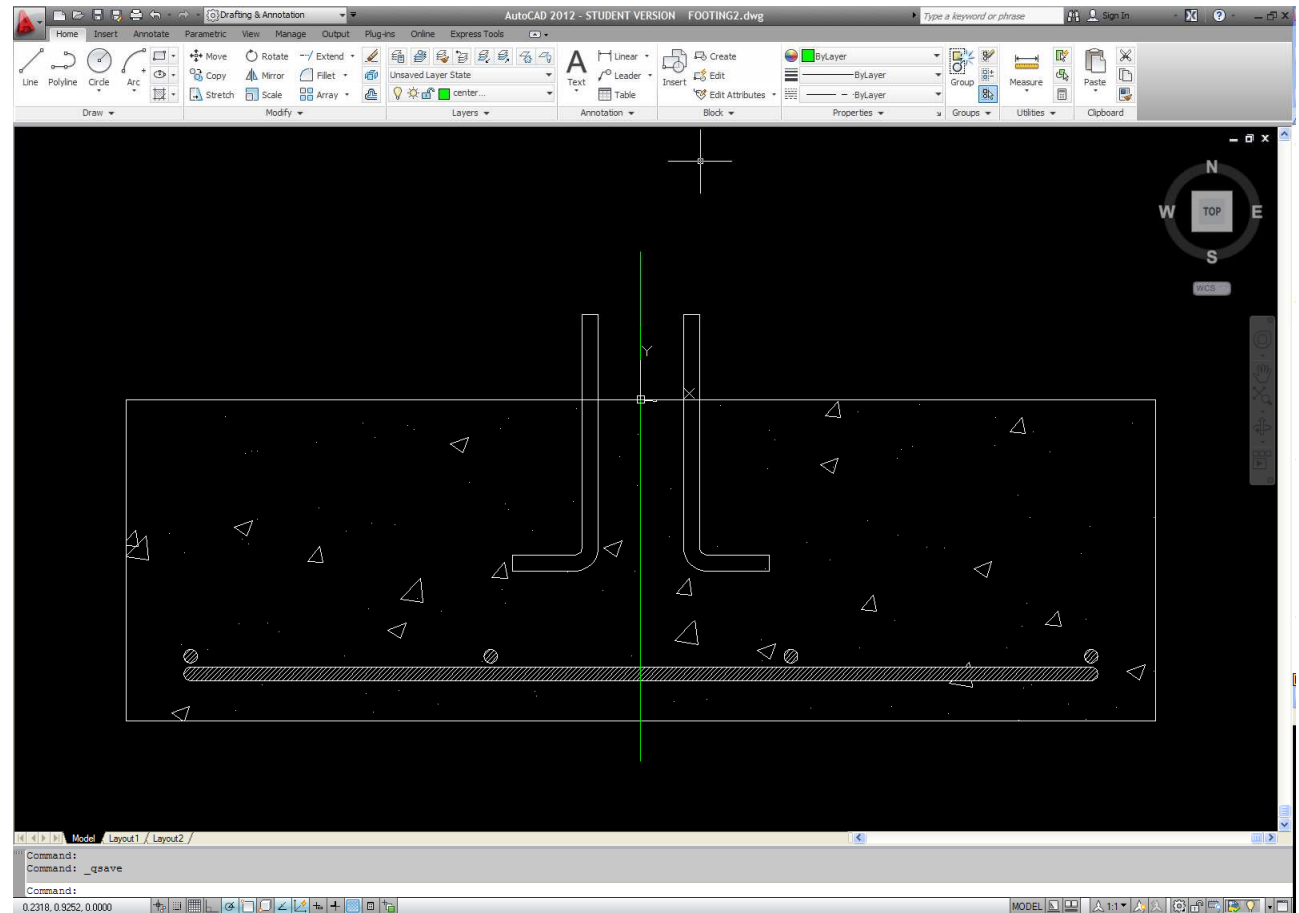 Drafting & Annotation AutoCAD 2012 - STUDENT VERSION FOOTING2.dwg Type a keyword or phrase Sign In
Home Insert Annotate Parametric View Manage Output Plug-ins Online Express Tools
Line Polyline Circle Arc
Move Rotate Extend
Copy Mirror Fillet
Stretch Scale Array
Unsaved Layer State
center...
Text
Linear
Leader
Table
Insert
Create
Edit
Edit Attributes
ByLayer
ByLayer
ByLayer
Group
Measure
Paste
Draw Modify Layers Annotation Block Properties Groups Utilities Clipboard
N
W TOP E
S
WCS
Y
X
Model Layout1 Layout2
Command:
Command: _qsave
Command:
0.2318, 0.9252, 0.0000 MODEL 1:1